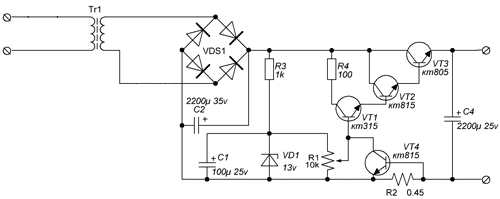 Tr1
VDS1
R3
1k
R4
100
VT3
кт805
VT2
кт815
2200µ 35v
C2
+
VT1
кт315
+
C4
2200µ 25v
VT4
кт815
+
C1
100µ 25v
VD1
13v
R1
10k
R2 0.45